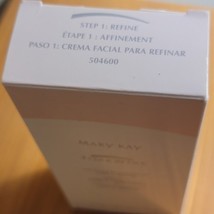 STEP 1: REFINE
ÉTAPE 1 : AFFINEMENT
PASO 1: CREMA FACIAL PARA REFINAR
504600
MARY KAY